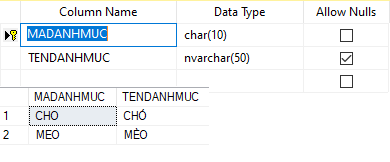 Column Name Data Type Allow Nulls
MADANHMUC char(10)
TENDANHMUC nvarchar(50)
MADANHMUC TENDANHMUC
1 CHO CHÓ
2 MEO MÈO